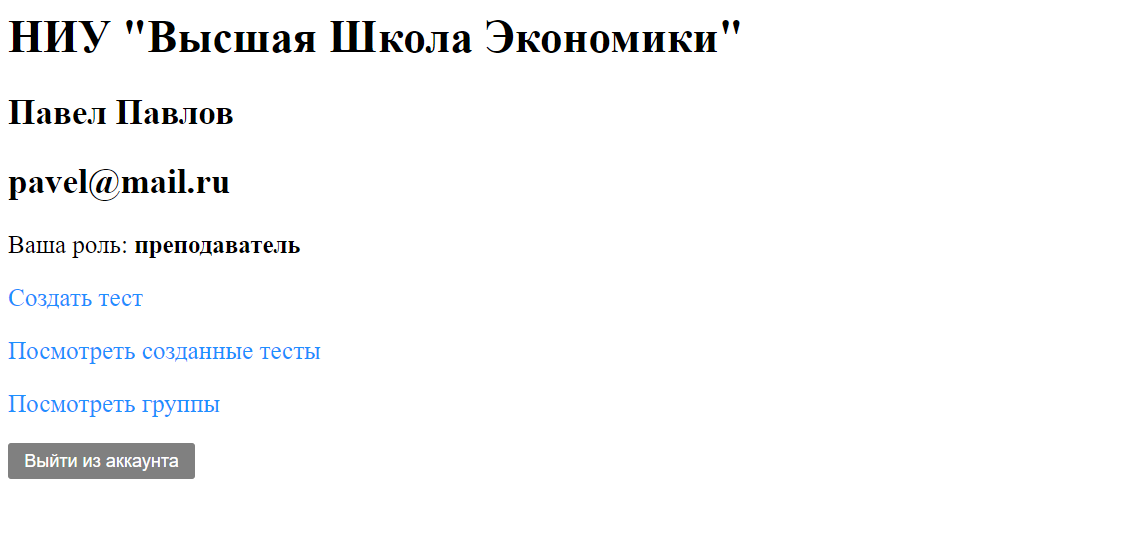 НИУ "Высшая Школа Экономики"
Павел Павлов
pavel@mail.ru
Ваша роль: преподаватель
Создать тест
Посмотреть созданные тесты
Посмотреть группы
Выйти из аккаунта